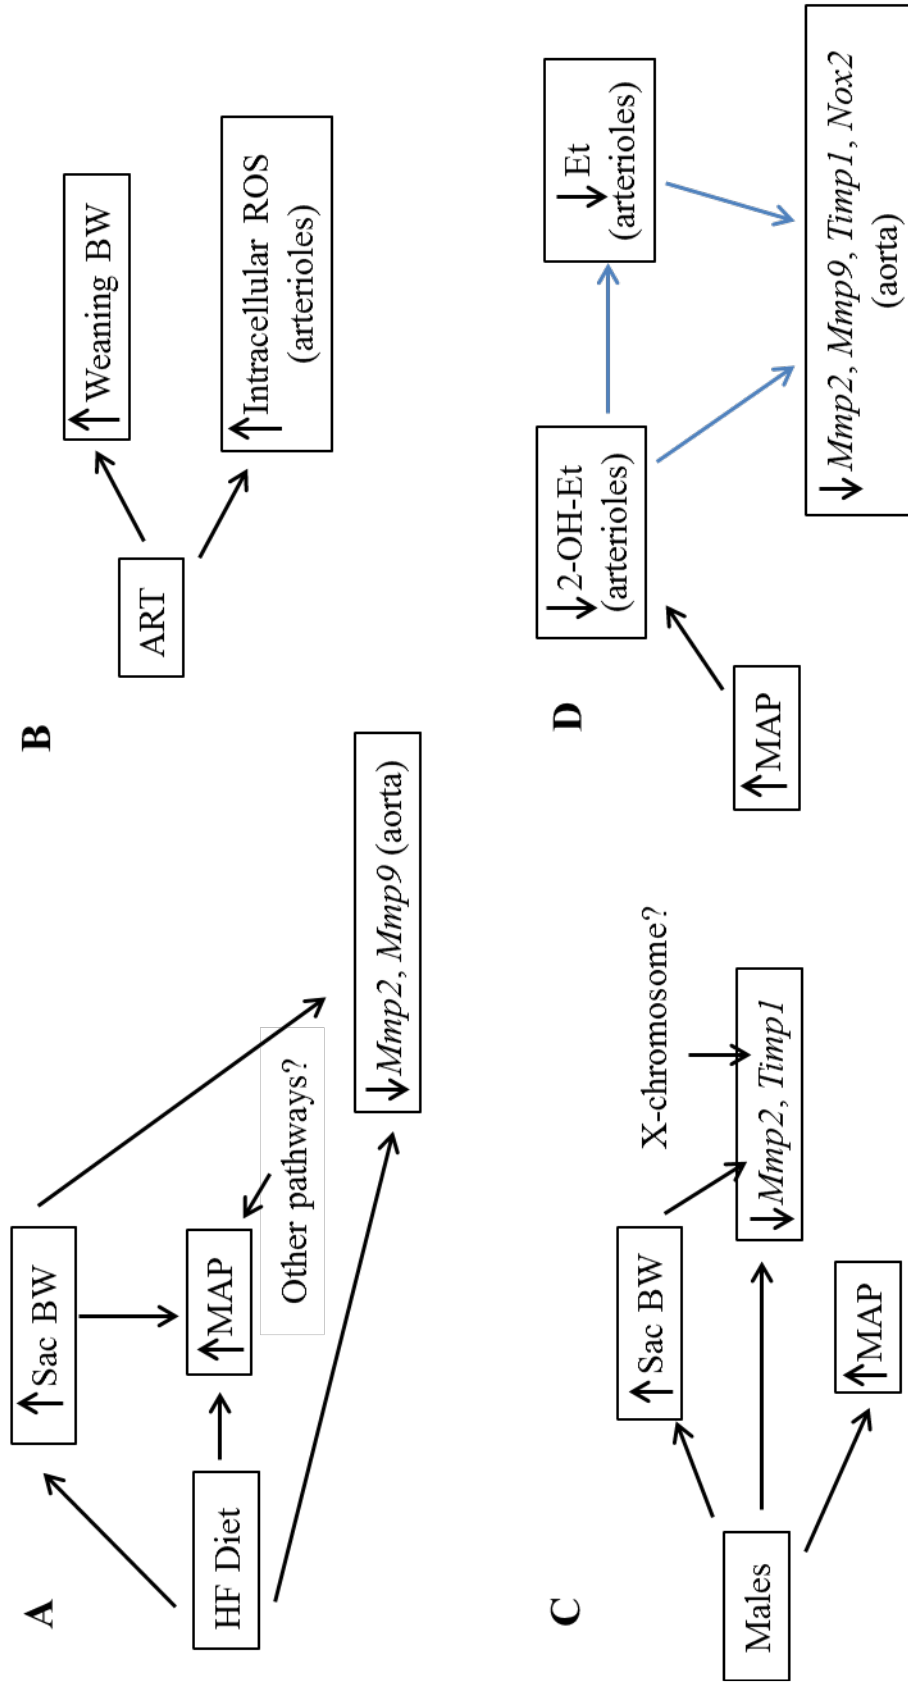 A
HF Diet
↑Sac BW
↑MAP
Other pathways?
↓Mmp2, Mmp9 (aorta)
B
ART
↑Weaning BW
↑Intracellular ROS
(arterioles)
C
Males
↑Sac BW
X-chromosome?
↓Mmp2, Timp1
↑MAP
D
↑MAP
↓2-OH-Et
(arterioles)
↓Et
(arterioles)
↓Mmp2, Mmp9, Timp1, Nox2
(aorta)